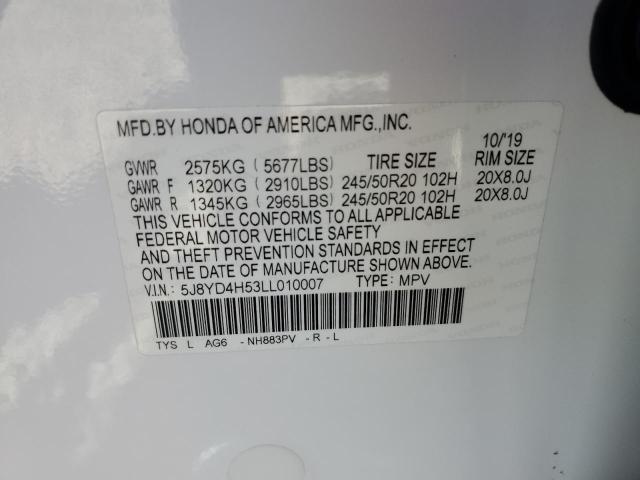 MFD.BY HONDA OF AMERICA MFG.,INC.
10/'19
GVWR 2575KG ( 5677LBS) TIRE SIZE RIM SIZE
GAWR F 1320KG ( 2910LBS) 245/50R20 102H 20X8.0J
GAWR R 1345KG ( 2965LBS) 245/50R20 102H 20X8.0J
THIS VEHICLE CONFORMS TO ALL APPLICABLE
FEDERAL MOTOR VEHICLE SAFETY
AND THEFT PREVENTION STANDARDS IN EFFECT
ON THE DATE OF MANUFACTURE SHOWN ABOVE.
V.I.N.: 5J8YD4H53LL010007 TYPE: MPV
TYS L AG6 - NH883PV - R - L